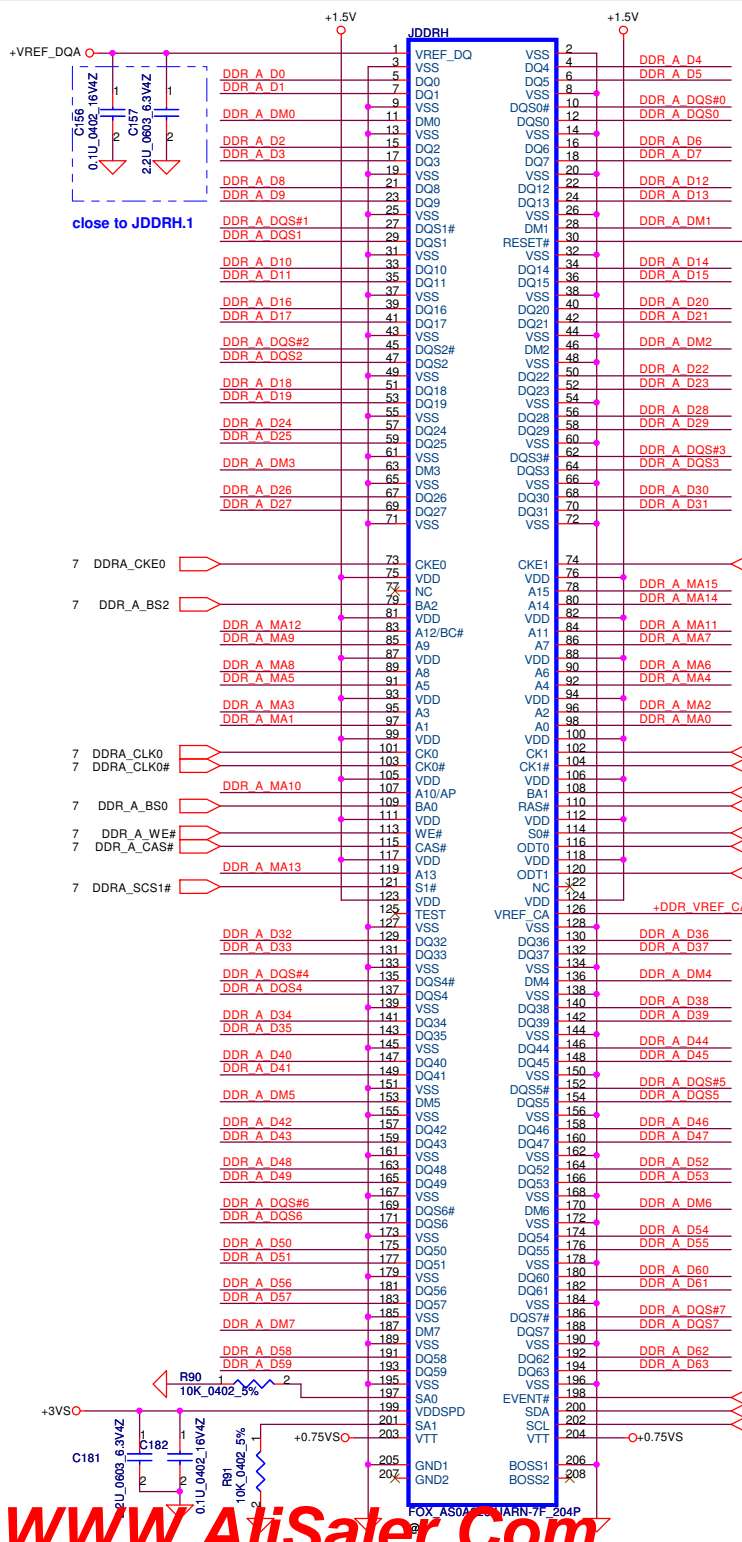 +1.5V +1.5V
JDDRH
+VREF_DQA 1 VREF_DQ VSS 2
3 VSS DQ4 4 DDR_A_D4
DDR_A_D0 5 DQ0 DQ5 6 DDR_A_D5
DDR_A_D1 7 DQ1 VSS 8
9 VSS DQS0# 10 DDR_A_DQS#0
DDR_A_DM0 11 DM0 DQS0 12 DDR_A_DQS0
13 VSS VSS 14
DDR_A_D2 15 DQ2 DQ6 16 DDR_A_D6
DDR_A_D3 17 DQ3 DQ7 18 DDR_A_D7
19 VSS VSS 20
DDR_A_D8 21 DQ8 DQ12 22 DDR_A_D12
DDR_A_D9 23 DQ9 DQ13 24 DDR_A_D13
25 VSS VSS 26
DDR_A_DQS#1 27 DQS1# DM1 28 DDR_A_DM1
DDR_A_DQS1 29 DQS1 RESET# 30
31 VSS VSS 32
DDR_A_D10 33 DQ10 DQ14 34 DDR_A_D14
DDR_A_D11 35 DQ11 DQ15 36 DDR_A_D15
37 VSS VSS 38
DDR_A_D16 39 DQ16 DQ20 40 DDR_A_D20
DDR_A_D17 41 DQ17 DQ21 42 DDR_A_D21
43 VSS VSS 44
DDR_A_DQS#2 45 DQS2# DM2 46 DDR_A_DM2
DDR_A_DQS2 47 DQS2 VSS 48
49 VSS DQ22 50 DDR_A_D22
DDR_A_D18 51 DQ18 DQ23 52 DDR_A_D23
DDR_A_D19 53 DQ19 VSS 54
55 VSS DQ28 56 DDR_A_D28
DDR_A_D24 57 DQ24 DQ29 58 DDR_A_D29
DDR_A_D25 59 DQ25 VSS 60
61 VSS DQS3# 62 DDR_A_DQS#3
DDR_A_DM3 63 DM3 DQS3 64 DDR_A_DQS3
65 VSS VSS 66
DDR_A_D26 67 DQ26 DQ30 68 DDR_A_D30
DDR_A_D27 69 DQ27 DQ31 70 DDR_A_D31
71 VSS VSS 72
C156 0.1U_0402_16V4Z 1 2
C157 2.2U_0603_6.3V4Z 1 2
close to JDDRH.1
7 DDRA_CKE0 73 CKE0 CKE1 74
75 VDD VDD 76
77 NC A15 78 DDR_A_MA15
7 DDR_A_BS2 79 BA2 A14 80 DDR_A_MA14
81 VDD VDD 82
DDR_A_MA12 83 A12/BC# A11 84 DDR_A_MA11
DDR_A_MA9 85 A9 A7 86 DDR_A_MA7
87 VDD VDD 88
DDR_A_MA8 89 A8 A6 90 DDR_A_MA6
DDR_A_MA5 91 A5 A4 92 DDR_A_MA4
93 VDD VDD 94
DDR_A_MA3 95 A3 A2 96 DDR_A_MA2
DDR_A_MA1 97 A1 A0 98 DDR_A_MA0
99 VDD VDD 100
7 DDRA_CLK0 101 CK0 CK1 102
7 DDRA_CLK0# 103 CK0# CK1# 104
105 VDD VDD 106
DDR_A_MA10 107 A10/AP BA1 108
7 DDR_A_BS0 109 BA0 RAS# 110
111 VDD VDD 112
7 DDR_A_WE# 113 WE# S0# 114
7 DDR_A_CAS# 115 CAS# ODT0 116
117 VDD VDD 118
DDR_A_MA13 119 A13 ODT1 120
7 DDRA_SCS1# 121 S1# NC 122
123 VDD VDD 124
125 TEST VREF_CA 126
127 VSS VSS 128
DDR_A_D32 129 DQ32 DQ36 130 DDR_A_D36
DDR_A_D33 131 DQ33 DQ37 132 DDR_A_D37
133 VSS VSS 134
DDR_A_DQS#4 135 DQS4# DM4 136 DDR_A_DM4
DDR_A_DQS4 137 DQS4 VSS 138
139 VSS DQ38 140 DDR_A_D38
DDR_A_D34 141 DQ34 DQ39 142 DDR_A_D39
DDR_A_D35 143 DQ35 VSS 144
145 VSS DQ44 146 DDR_A_D44
DDR_A_D40 147 DQ40 DQ45 148 DDR_A_D45
DDR_A_D41 149 DQ41 VSS 150
151 VSS DQS5# 152 DDR_A_DQS#5
DDR_A_DM5 153 DM5 DQS5 154 DDR_A_DQS5
155 VSS VSS 156
DDR_A_D42 157 DQ42 DQ46 158 DDR_A_D46
DDR_A_D43 159 DQ43 DQ47 160 DDR_A_D47
161 VSS VSS 162
DDR_A_D48 163 DQ48 DQ52 164 DDR_A_D52
DDR_A_D49 165 DQ49 DQ53 166 DDR_A_D53
167 VSS VSS 168
DDR_A_DQS#6 169 DQS6# DM6 170 DDR_A_DM6
DDR_A_DQS6 171 DQS6 VSS 172
173 VSS DQ54 174 DDR_A_D54
DDR_A_D50 175 DQ50 DQ55 176 DDR_A_D55
DDR_A_D51 177 DQ51 VSS 178
179 VSS DQ60 180 DDR_A_D60
DDR_A_D56 181 DQ56 DQ61 182 DDR_A_D61
DDR_A_D57 183 DQ57 VSS 184
185 VSS DQS7# 186 DDR_A_DQS#7
DDR_A_DM7 187 DM7 DQS7 188 DDR_A_DQS7
189 VSS VSS 190
DDR_A_D58 191 DQ58 DQ62 192 DDR_A_D62
DDR_A_D59 193 DQ59 DQ63 194 DDR_A_D63
195 VSS VSS 196
R90 1 2 10K_0402_5% 197 SA0 EVENT# 198
+3VS 199 VDDSPD SDA 200
201 SA1 SCL 202
+0.75VS 203 VTT VTT 204 +0.75VS
205 GND1 BOSS1 206
207 GND2 BOSS2 208
C181 1 2
C182 0.1U_0402_16V4Z 1 2
R91 10K_0402_5% 1 2
@
WWW.AliSaler.Com